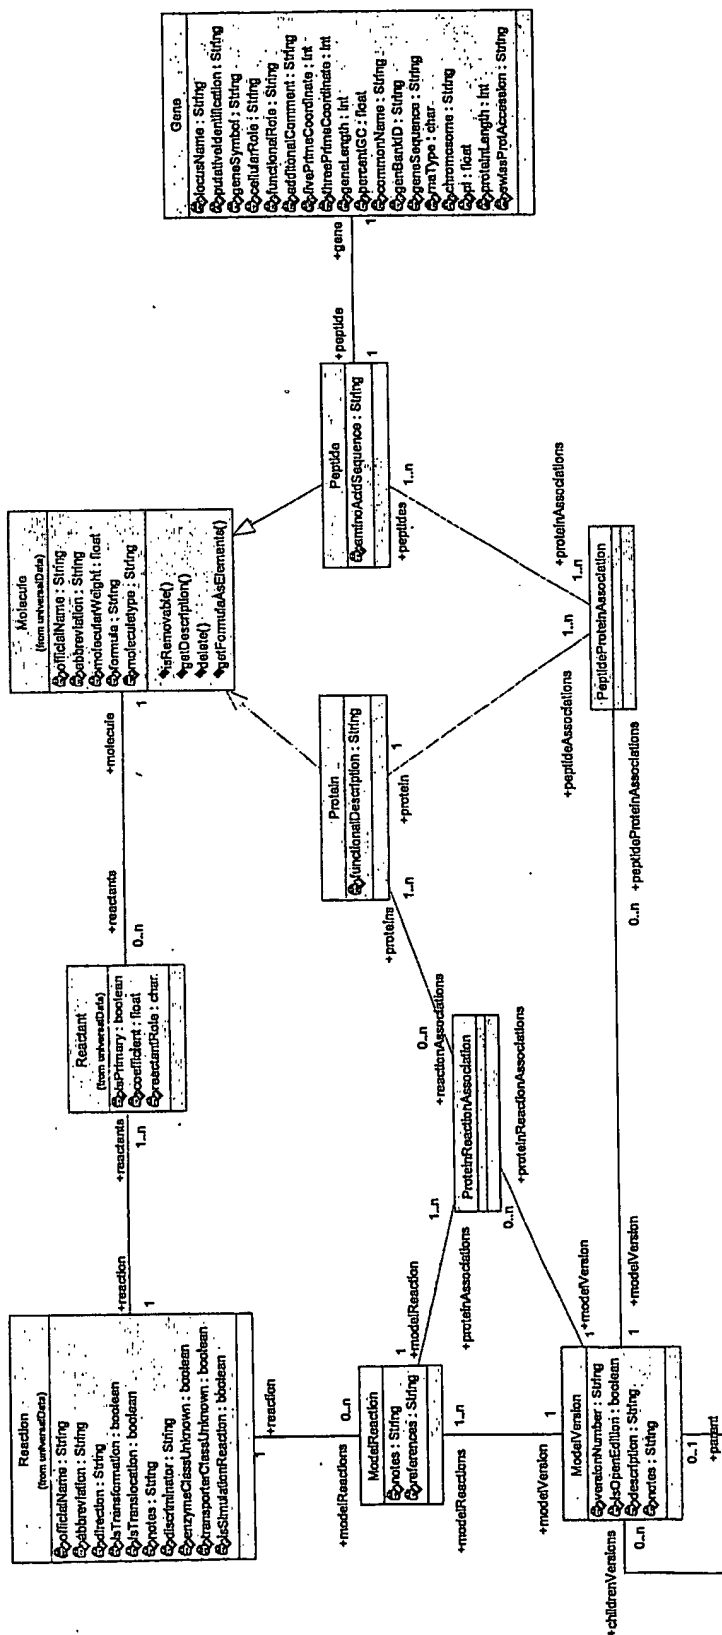 Gene
locusName : String
putativeIdentification : String
geneSymbol : String
cellularRole : String
functionalRole : String
additionalComment : String
fivePrimeCoordinate : Int
threePrimeCoordinate : Int
geneLength : Int
percentGC : float
commonName : String
genBankID : String
geneSequence : String
rnaType : char
chromosome : String
pI : float
proteinLength : Int
swissProtAccession : String
+gene
1
+peptide
1
Molecule
(from universalData)
officialName : String
abbreviation : String
molecularWeight : float
formula : String
moleculetype : String
isRemovable()
getDescription()
delete()
getFormulaAsElements()
Peptide
aminoAcidSequence : String
+peptides
1..n
+proteinAssociations
1..n
PeptideProteinAssociation
1..n
+peptideAssociations
Protein
functionalDescription : String
1
+protein
+molecule
1
+reactants
0..n
Reactant
(from universalData)
isPrimary : boolean
coefficient : float
reactantRole : char
+reactants
1..n
+reaction
1
Reaction
(from universalData)
officialName : String
abbreviation : String
direction : String
isTransformation : boolean
isTranslocation : boolean
notes : String
discriminator : String
enzymeClassUnknown : boolean
transporterClassUnknown : boolean
isSimulationReaction : boolean
1..n
+proteins
0..n
+reactionAssociations
ProteinReactionAssociation
1..n
+proteinAssociations
1
+modelReaction
0..n
+proteinReactionAssociations
1
+modelVersion
+reaction
1
0..n
+modelReactions
ModelReaction
notes : String
references : String
1..n
+modelReactions
1
+modelVersion
+peptideProteinAssociations
0..n
+modelVersion
1
ModelVersion
versionNumber : String
isOpenEdition : boolean
description : String
notes : String
0..1
+parent
0..n
+childrenVersions